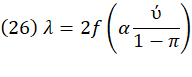 (26) λ = 2f(α ύ/(1 − π))